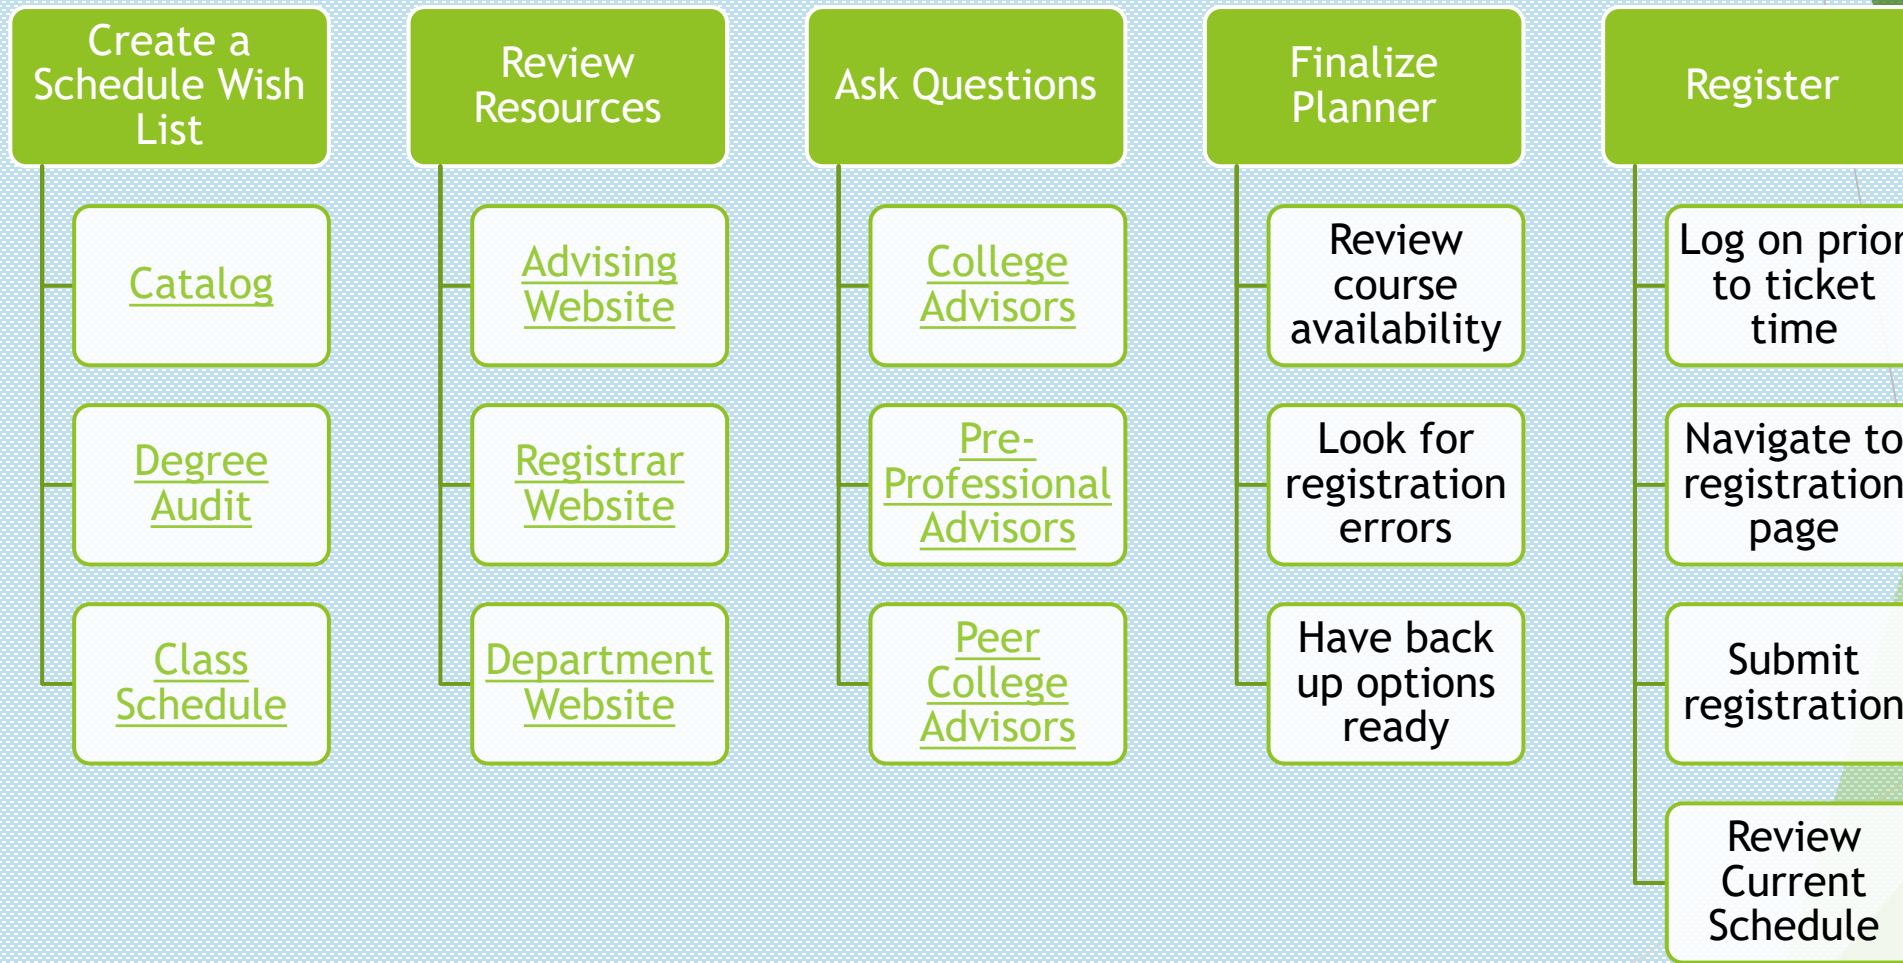 Create a
Schedule Wish
List
Catalog
Degree
Audit
Class
Schedule
Review
Resources
Advising
Website
Registrar
Website
Department
Website
Ask Questions
College
Advisors
Pre-
Professional
Advisors
Peer
College
Advisors
Finalize
Planner
Review
course
availability
Look for
registration
errors
Have back
up options
ready
Register
Log on prior
to ticket
time
Navigate to
registration
page
Submit
registration
Review
Current
Schedule